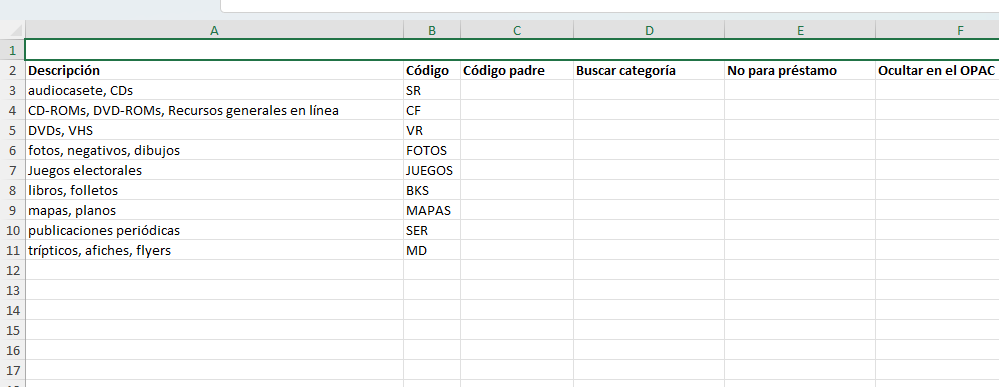 A B C D E F
1
2 Descripción Código Código padre Buscar categoría No para préstamo Ocultar en el OPAC
3 audiocasete, CDs SR
4 CD-ROMs, DVD-ROMs, Recursos generales en línea CF
5 DVDs, VHS VR
6 fotos, negativos, dibujos FOTOS
7 Juegos electorales JUEGOS
8 libros, folletos BKS
9 mapas, planos MAPAS
10 publicaciones periódicas SER
11 trípticos, afiches, flyers MD
12
13
14
15
16
17